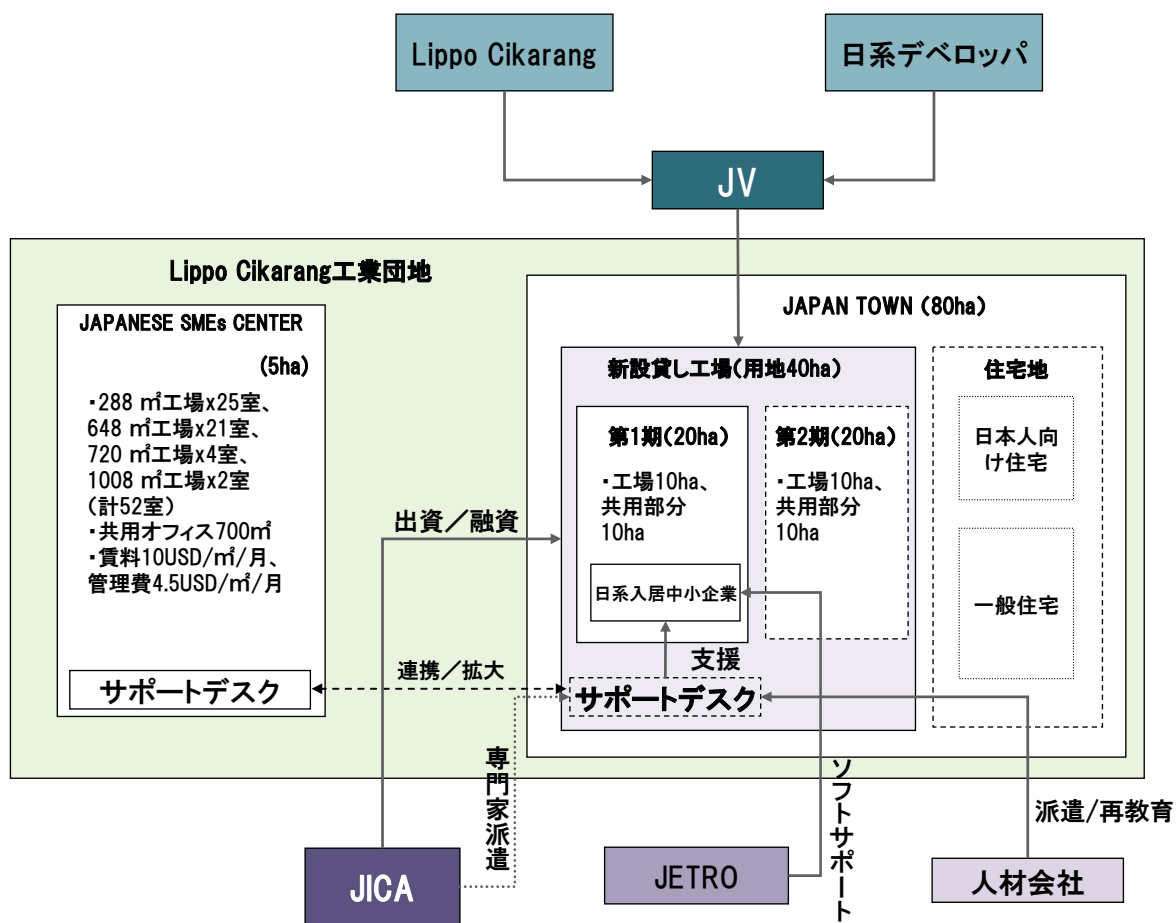 Lippo Cikarang
日系デベロッパ
JV
Lippo Cikarang工業団地
JAPANESE SMEs CENTER
(5ha)
・288 ㎡工場x25室、
648 ㎡工場x21室、
720 ㎡工場x4室、
1008 ㎡工場x2室
(計52室)
・共用オフィス700㎡
・賃料10USD/㎡/月、
管理費4.5USD/㎡/月
サポートデスク
JAPAN TOWN (80ha)
新設貸し工場(用地40ha)
第1期(20ha)
・工場10ha、
共用部分
10ha
日系入居中小企業
第2期(20ha)
・工場10ha、
共用部分
10ha
住宅地
日本人向
け住宅
一般住宅
出資／融資
支援
連携／拡大
サポートデスク
専門家派遣
ソフトサポート
派遣/再教育
JICA
JETRO
人材会社